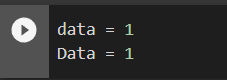 data = 1
Data = 1